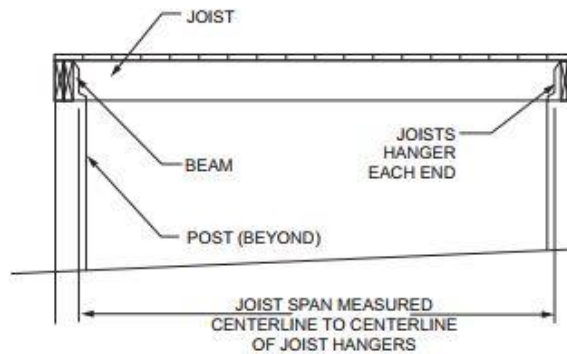 JOIST
JOISTS
HANGER
EACH END
BEAM
POST (BEYOND)
JOIST SPAN MEASURED
CENTERLINE TO CENTERLINE
OF JOIST HANGERS